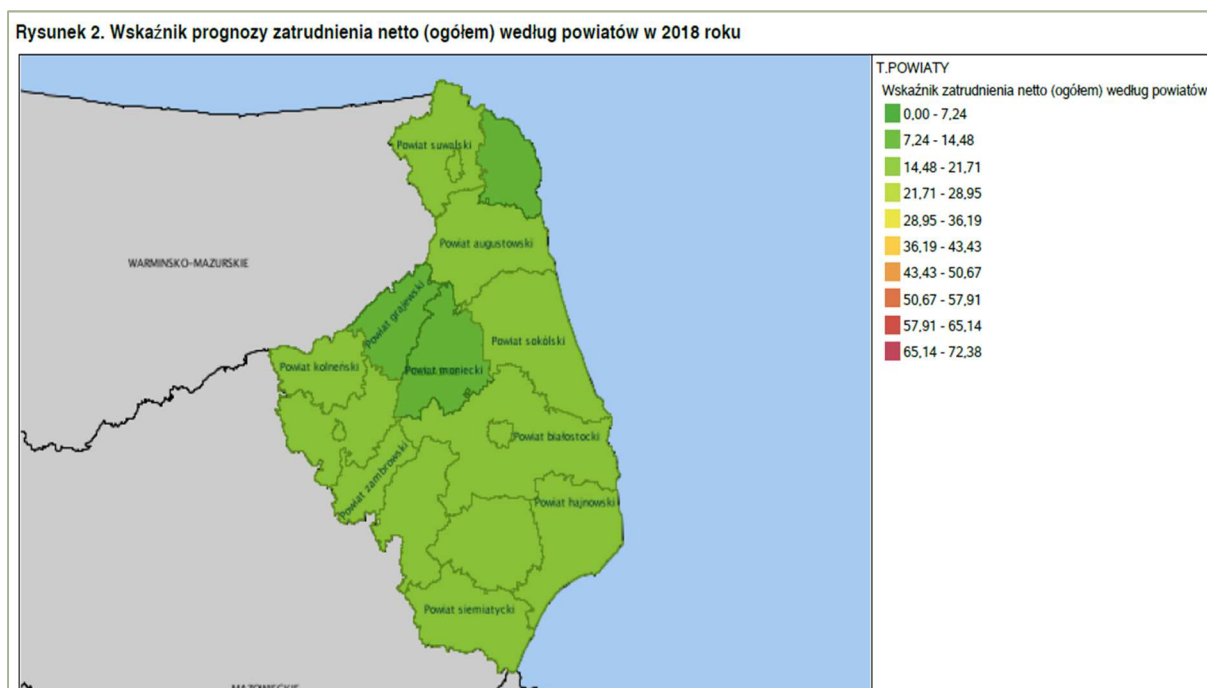 Rysunek 2. Wskaźnik prognozy zatrudnienia netto (ogółem) według powiatów w 2018 roku
T.POWIATY
Wskaźnik zatrudnienia netto (ogółem) według powiatów
0,00 - 7,24
7,24 - 14,48
14,48 - 21,71
21,71 - 28,95
28,95 - 36,19
36,19 - 43,43
43,43 - 50,67
50,67 - 57,91
57,91 - 65,14
65,14 - 72,38
Powiat suwalski
Powiat augustowski
WARMIŃSKO-MAZURSKIE
Powiat grajewski
Powiat sokólski
Powiat kolneński
Powiat moniecki
Powiat białostocki
Powiat zambrowski
Powiat hajnowski
Powiat siemiatycki
MAZOWIECKIE